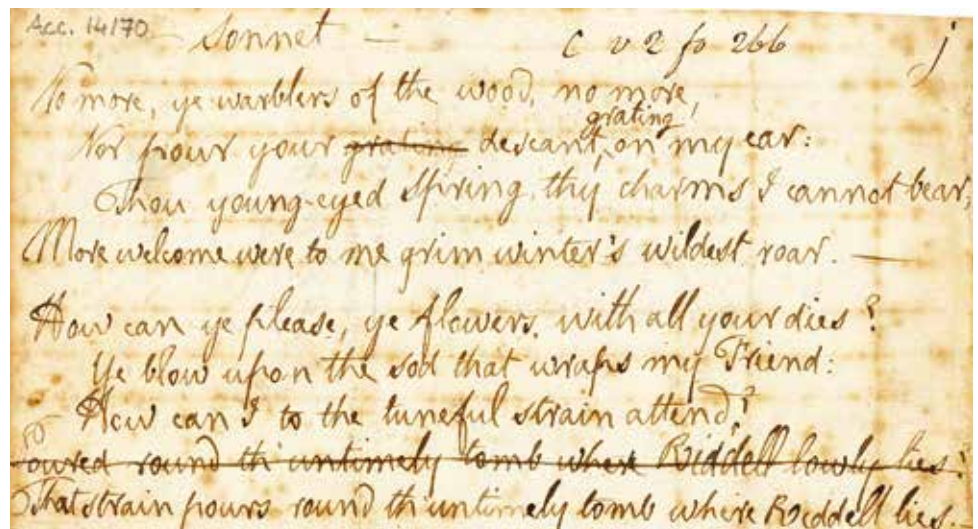 Acc. 14170
Sonnet —
C v 2 fo 266
No more, ye warblers of the wood, no more,
grating
Nor pour your grating descant, on my ear:
Thou young-eyed Spring, thy charms I cannot bear,
More welcome were to me grim winter's wildest roar. —
How can ye please, ye flowers, with all your dies?
Ye blow upon the sod that wraps my Friend:
How can I to the tuneful strain attend?
oured round th' untimely tomb where Riddell lowly lies.
That strain pours round th' untimely tomb where Riddell lies.